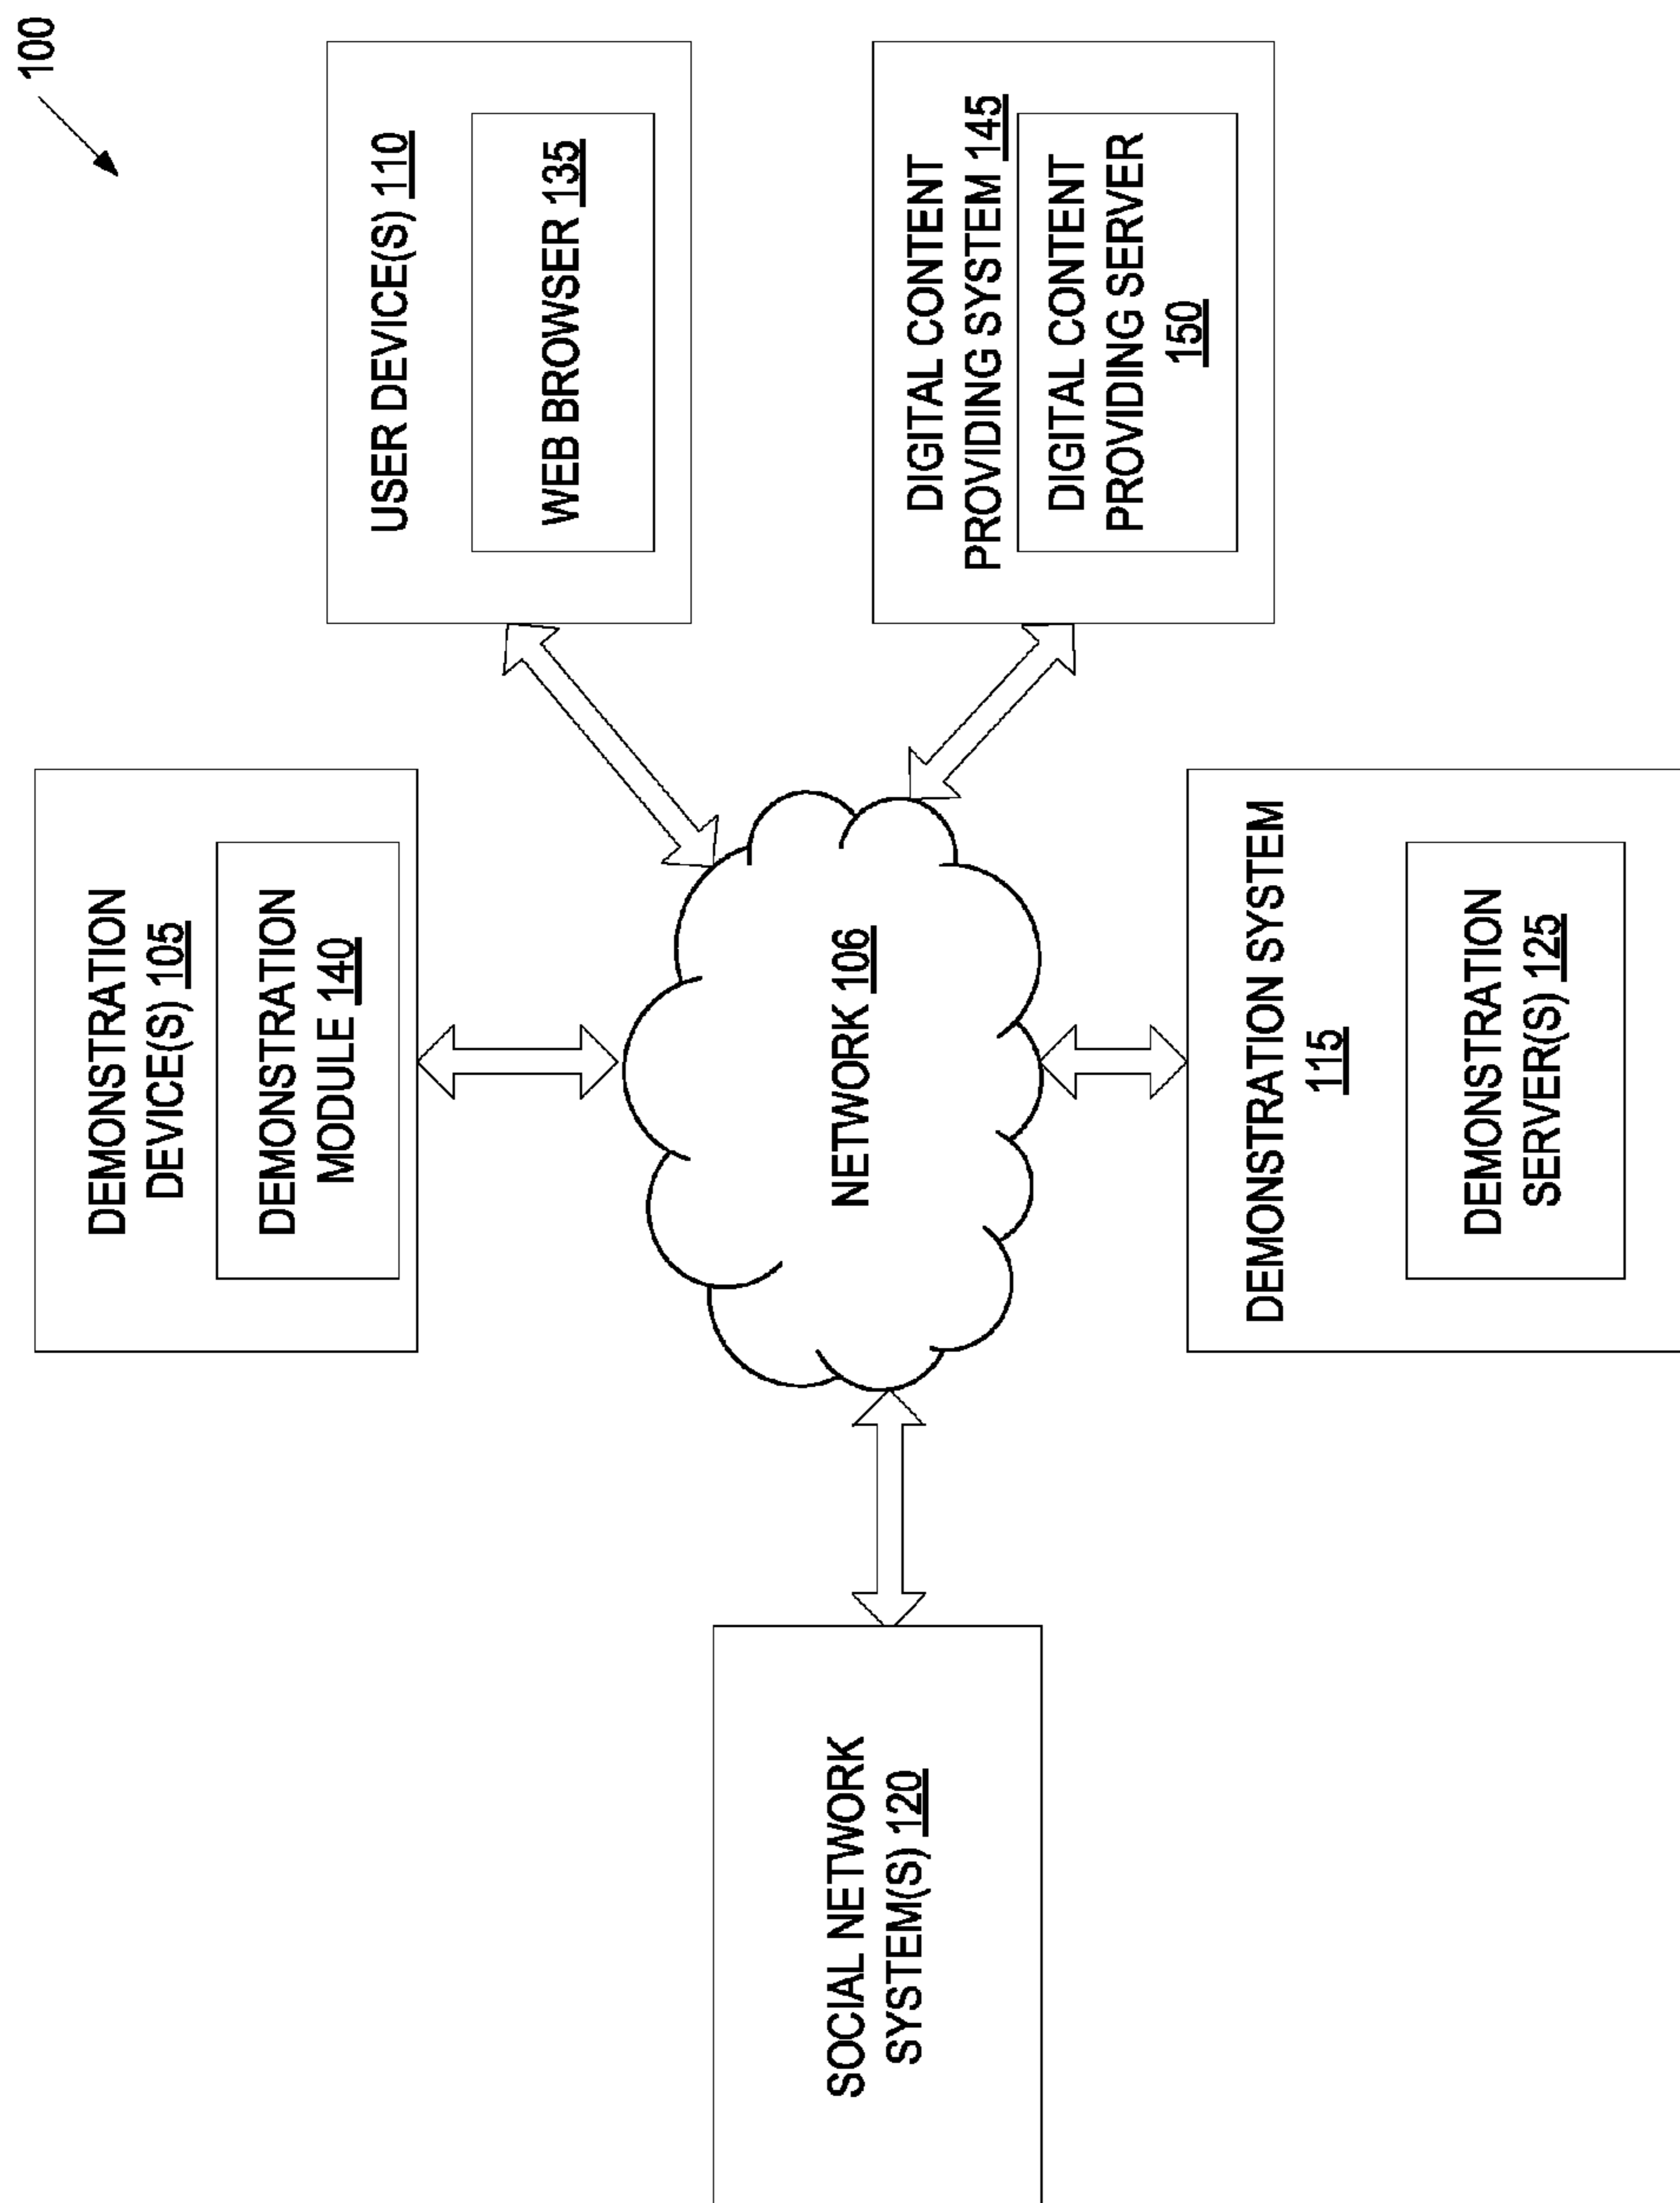 100
DEMONSTRATION
DEVICE(S) 105
DEMONSTRATION
MODULE 140
USER DEVICE(S) 110
WEB BROWSER 135
SOCIAL NETWORK
SYSTEM(S) 120
NETWORK 106
DIGITAL CONTENT
PROVIDING SYSTEM 145
DIGITAL CONTENT
PROVIDING SERVER
150
DEMONSTRATION SYSTEM
115
DEMONSTRATION
SERVER(S) 125